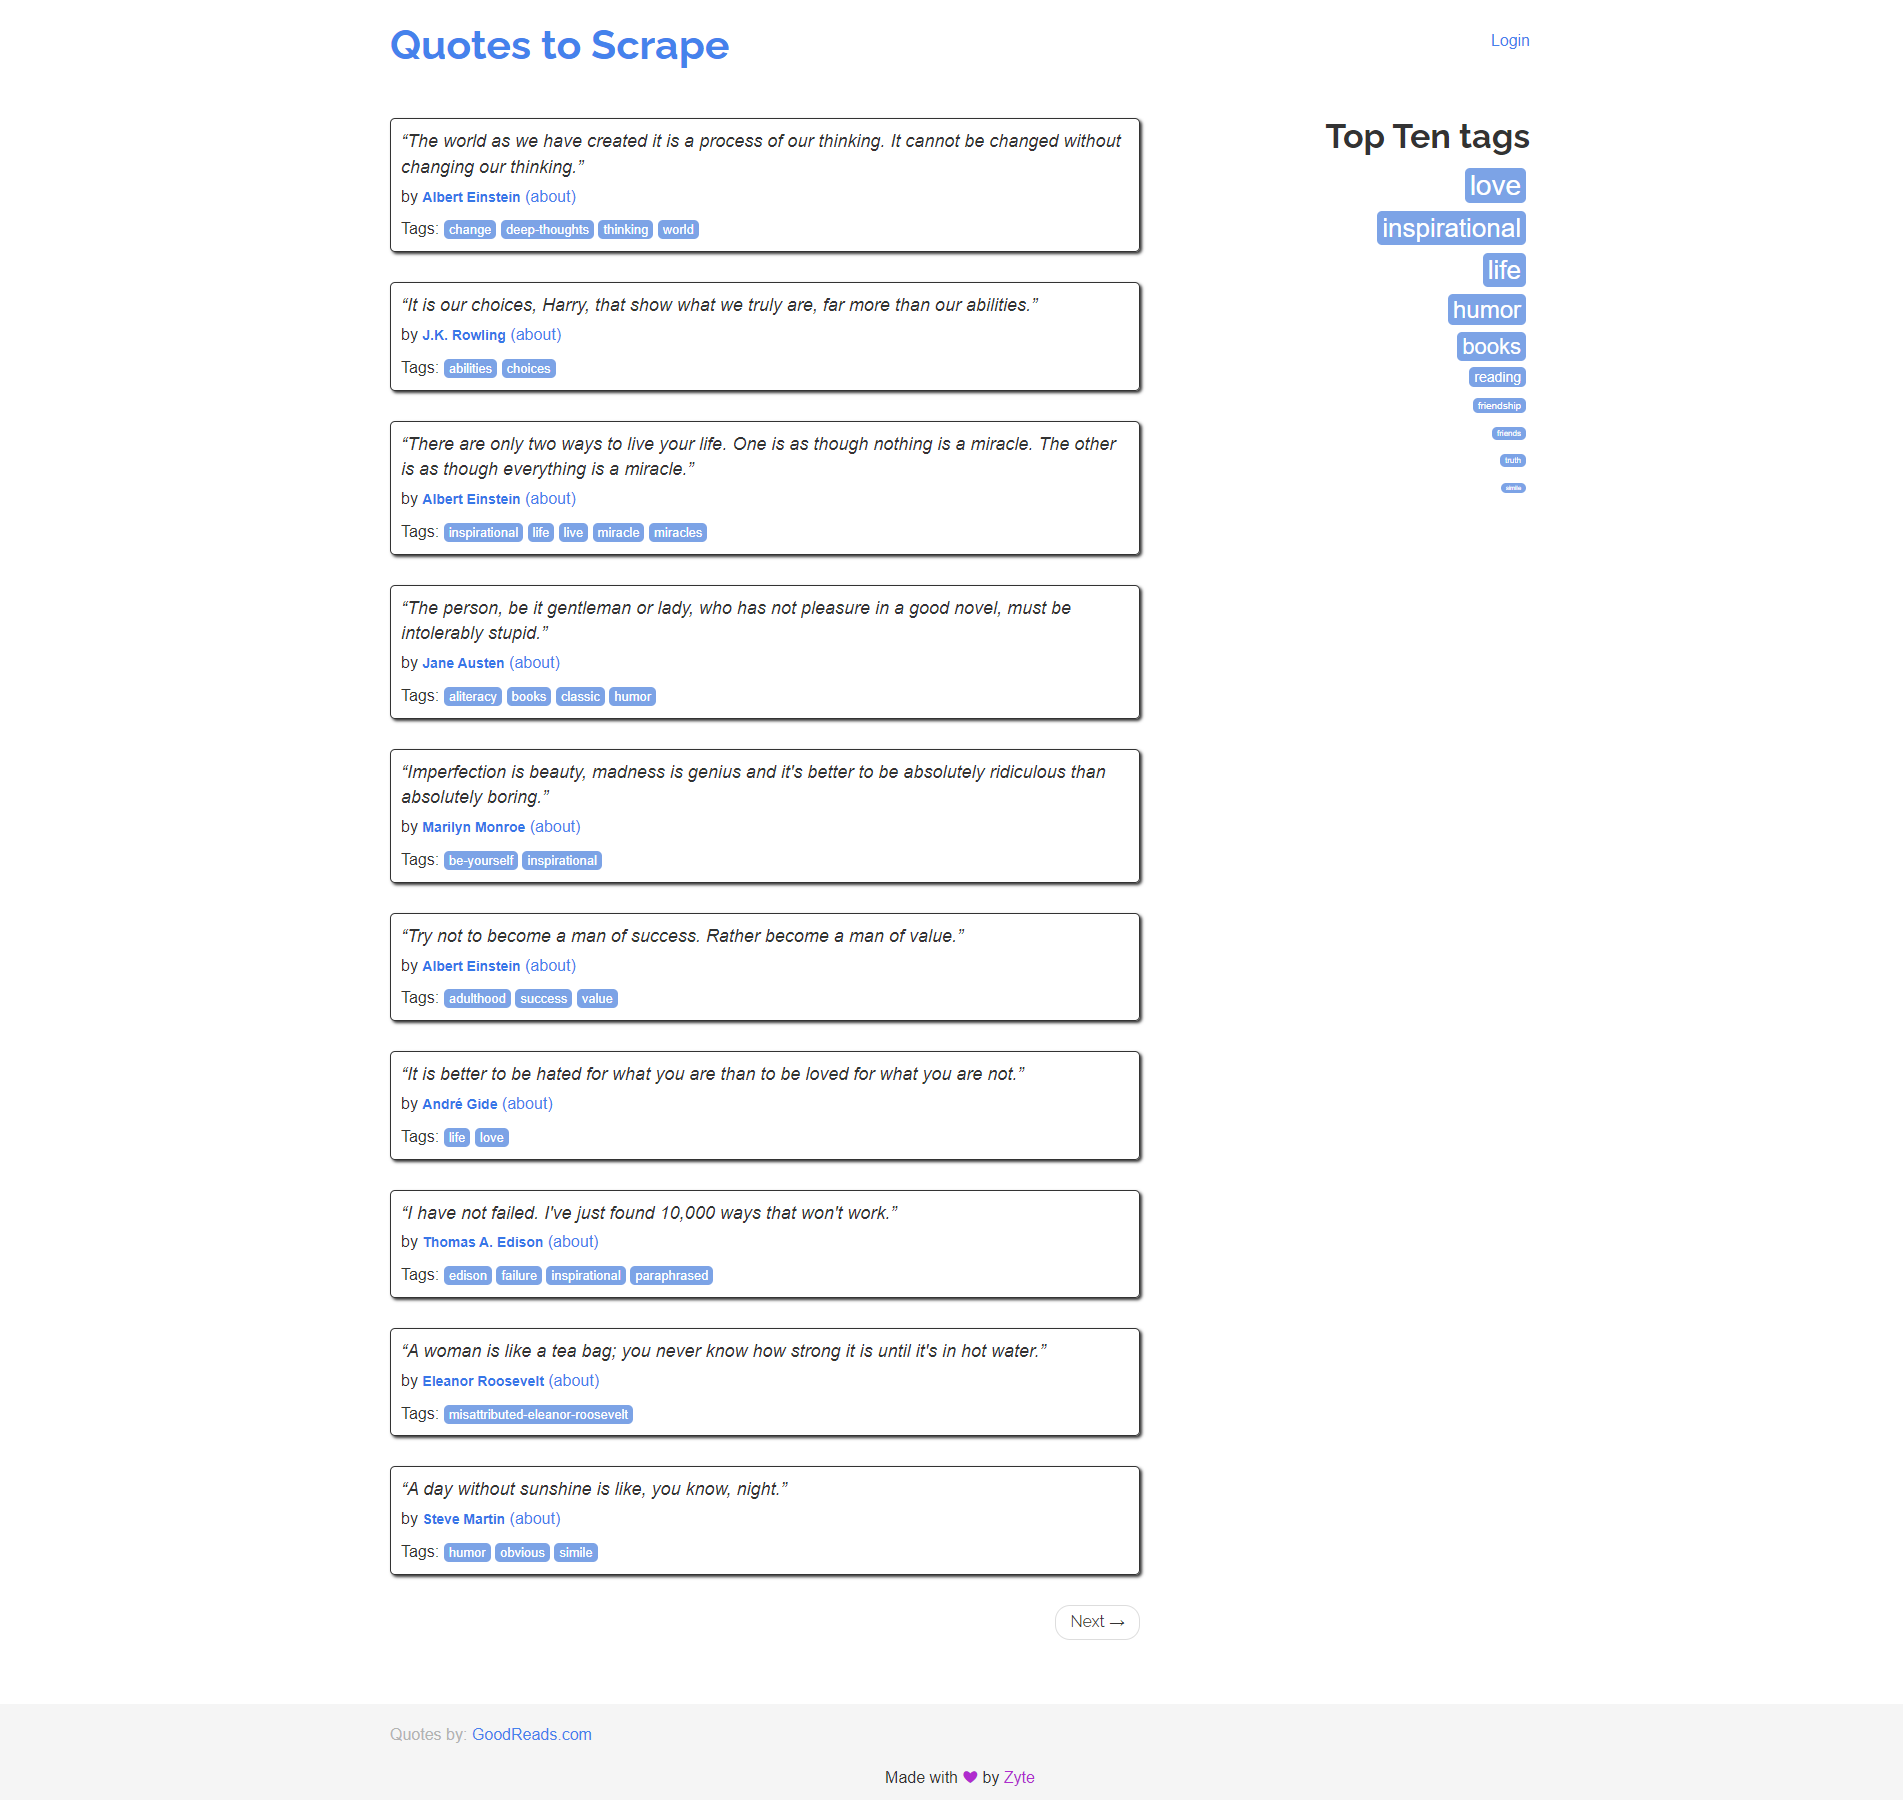 Quotes to Scrape
Login
“The world as we have created it is a process of our thinking. It cannot be changed without
changing our thinking.”
by Albert Einstein (about)
Tags: change deep-thoughts thinking world
“It is our choices, Harry, that show what we truly are, far more than our abilities.”
by J.K. Rowling (about)
Tags: abilities choices
“There are only two ways to live your life. One is as though nothing is a miracle. The other
is as though everything is a miracle.”
by Albert Einstein (about)
Tags: inspirational life live miracle miracles
“The person, be it gentleman or lady, who has not pleasure in a good novel, must be
intolerably stupid.”
by Jane Austen (about)
Tags: aliteracy books classic humor
“Imperfection is beauty, madness is genius and it's better to be absolutely ridiculous than
absolutely boring.”
by Marilyn Monroe (about)
Tags: be-yourself inspirational
“Try not to become a man of success. Rather become a man of value.”
by Albert Einstein (about)
Tags: adulthood success value
“It is better to be hated for what you are than to be loved for what you are not.”
by André Gide (about)
Tags: life love
“I have not failed. I've just found 10,000 ways that won't work.”
by Thomas A. Edison (about)
Tags: edison failure inspirational paraphrased
“A woman is like a tea bag; you never know how strong it is until it's in hot water.”
by Eleanor Roosevelt (about)
Tags: misattributed-eleanor-roosevelt
“A day without sunshine is like, you know, night.”
by Steve Martin (about)
Tags: humor obvious simile
Next →
Top Ten tags
love
inspirational
life
humor
books
reading
friendship
friends
truth
simile
Quotes by: GoodReads.com
Made with ❤ by Zyte